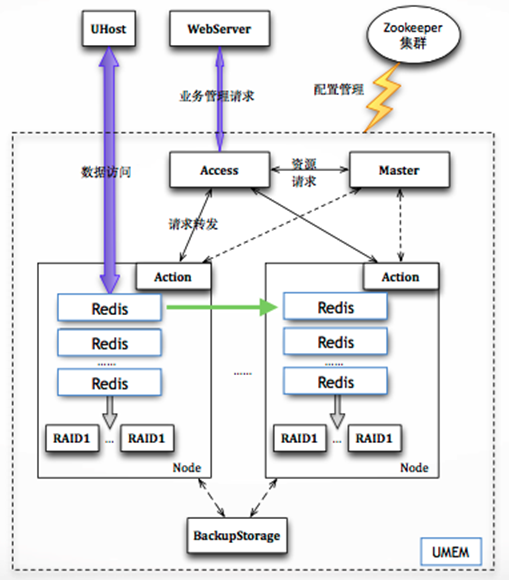 UHost
WebServer
Zookeeper
集群
业务管理请求
配置管理
数据访问
Access
资源
请求
Master
请求转发
Action
Action
Redis
Redis
Redis
Redis
......
......
......
Redis
Redis
RAID1
...
RAID1
RAID1
...
RAID1
Node
Node
BackupStorage
UMEM